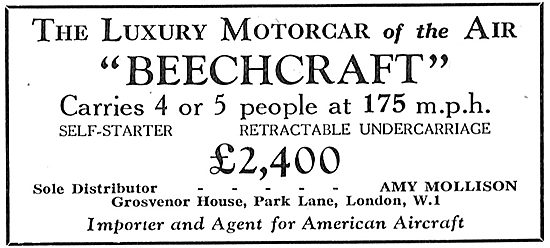 THE LUXURY MOTORCAR of the AIR
"BEECHCRAFT"
Carries 4 or 5 people at 175 m.p.h.
SELF-STARTER RETRACTABLE UNDERCARRIAGE
£2,400
Sole Distributor - - - - - AMY MOLLISON
Grosvenor House, Park Lane, London, W.1
Importer and Agent for American Aircraft